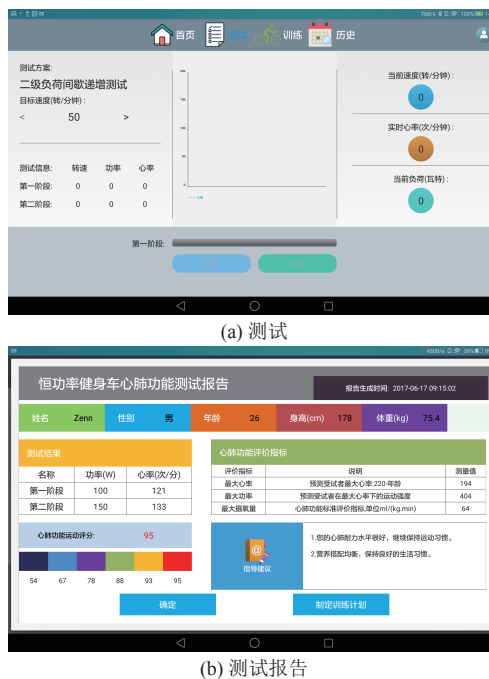 首页 测试 训练 历史
测试方案:
二级负荷间歇递增测试
目标速度(转/分钟) :
< 50 >
测试信息: 转速 功率 心率
第一阶段: 0 0 0
第二阶段: 0 0 0
当前速度(转/分钟) :
0
实时心率(次/分钟) :
0
当前负荷(瓦特) :
0
第一阶段:
(a) 测试
恒功率健身车心肺功能测试报告
报告生成时间: 2017-06-17 09:15:02
姓名 Zenn 性别 男 年龄 26 身高(cm) 178 体重(kg) 75.4
测试结果
名称 功率(W) 心率(次/分)
第一阶段 100 121
第二阶段 150 133
心肺功能运动评分: 95
54 67 78 88 93 95
心肺功能评价指标
评价指标 说明 测量值
最大心率 预测受试者最大心率:220-年龄 194
最大功率 预测受试者在最大心率下的运动强度 404
最大摄氧量 心肺功能标准评价指标,单位ml/(kg.min) 64
指导建议
1.您的心肺耐力水平很好，继续保持运动习惯。
2.营养搭配均衡，保持良好的生活习惯。
确定 制定训练计划
(b) 测试报告